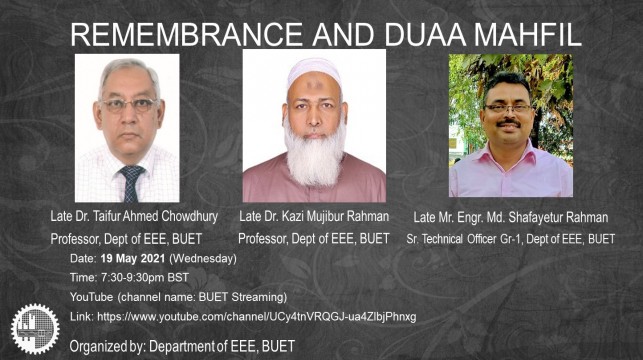 REMEMBRANCE AND DUAA MAHFIL
Late Dr. Taifur Ahmed Chowdhury
Professor, Dept of EEE, BUET
Late Dr. Kazi Mujibur Rahman
Professor, Dept of EEE, BUET
Late Mr. Engr. Md. Shafayetur Rahman
Sr. Technical Officer Gr-1, Dept of EEE, BUET
Date: 19 May 2021 (Wednesday)
Time: 7:30-9:30pm BST
YouTube (channel name: BUET Streaming)
Link: https://www.youtube.com/channel/UCy4tnVRQGJ-ua4ZlbjPhnxg
Organized by: Department of EEE, BUET